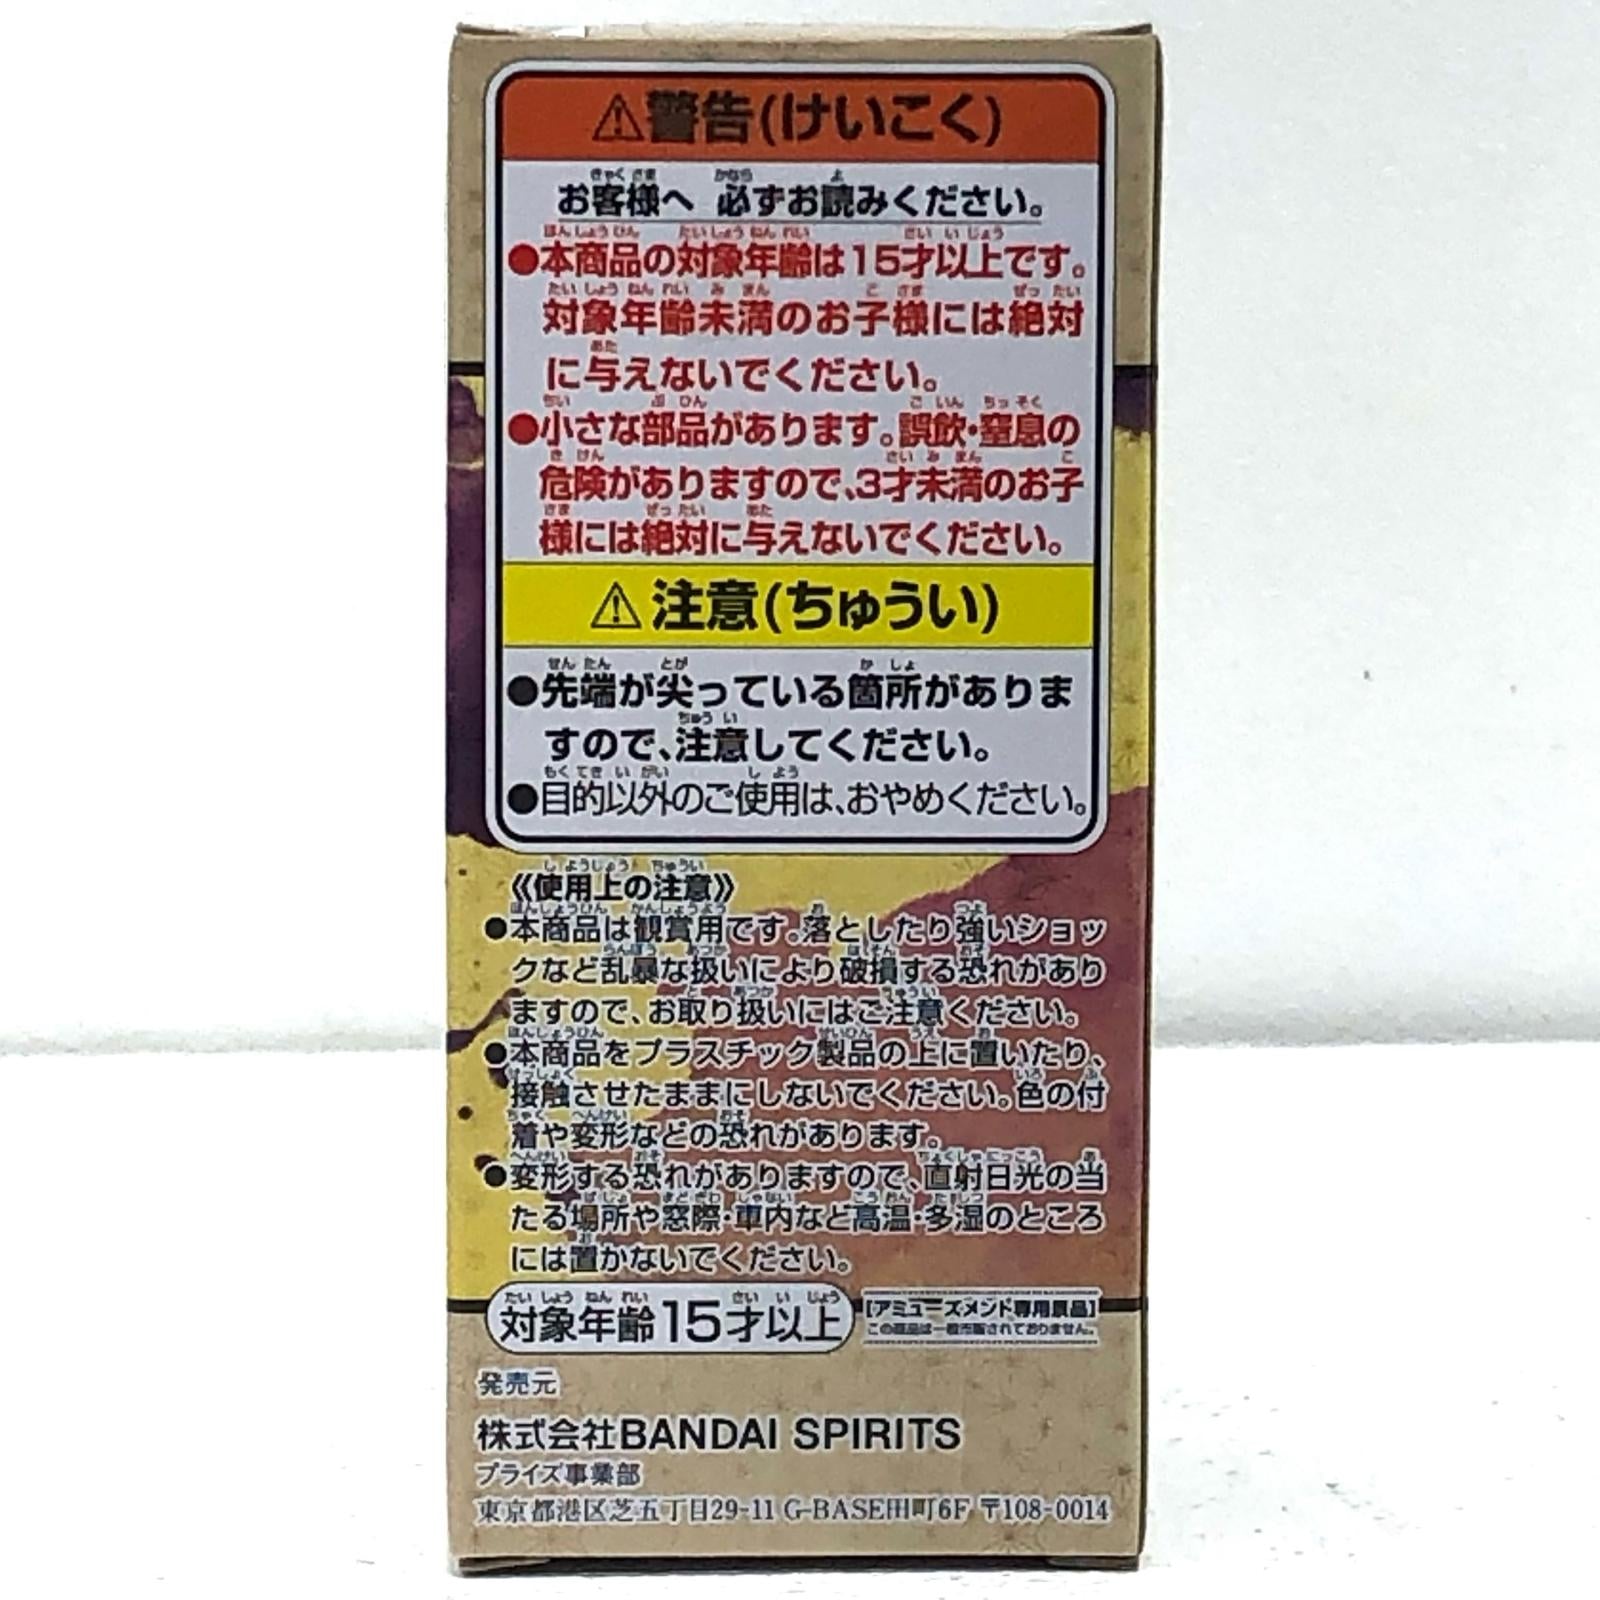 ⚠警告(けいこく)
お客様へ 必ずお読みください。
●本商品の対象年齢は15才以上です。
対象年齢未満のお子様には絶対
に与えないでください。
●小さな部品があります。誤飲・窒息の
危険がありますので、3才未満のお子
様には絶対に与えないでください。
⚠注意(ちゅうい)
●先端が尖っている箇所がありま
すので、注意してください。
●目的以外のご使用は、おやめください。
《使用上の注意》
●本商品は観賞用です。落としたり強いショッ
クなど乱暴な扱いにより破損する恐れがあり
ますので、お取り扱いにはご注意ください。
●本商品をプラスチック製品の上に置いたり、
接触させたままにしないでください。色の付
着や変形などの恐れがあります。
●変形する恐れがありますので、直射日光の当
たる場所や窓際・車内など高温・多湿のところ
には置かないでください。
対象年齢15才以上
【アミューズメント専用景品】
この商品は一般市販されておりません。
発売元
株式会社BANDAI SPIRITS
プライズ事業部
東京都港区芝五丁目29-11 G-BASE田町6F 〒108-0014